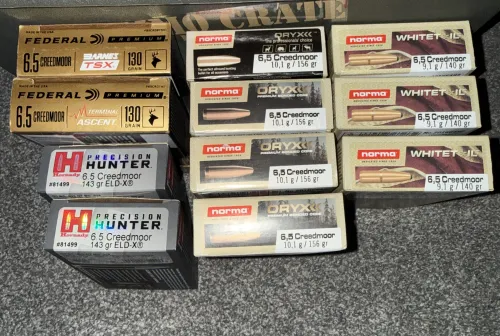 MO CRATE
FEDERAL PREMIUM
6.5 CREEDMOOR BARNES TSX 130 GRAIN
FEDERAL PREMIUM
6.5 CREEDMOOR TERMINAL ASCENT 130 GRAIN
H Hornady PRECISION HUNTER
6.5 Creedmoor
#81499 143 gr ELD-X®
H Hornady PRECISION HUNTER
6.5 Creedmoor
#81499 143 gr ELD-X®
norma ORYX
6,5 Creedmoor
10,1 g / 156 gr
norma ORYX
6,5 Creedmoor
10,1 g / 156 gr
norma ORYX
6,5 Creedmoor
10,1 g / 156 gr
norma ORYX
6,5 Creedmoor
10,1 g / 156 gr
norma WHITETAIL
6,5 Creedmoor
9,1 g / 140 gr
norma WHITETAIL
6,5 Creedmoor
9,1 g / 140 gr
norma WHITETAIL
6,5 Creedmoor
9,1 g / 140 gr